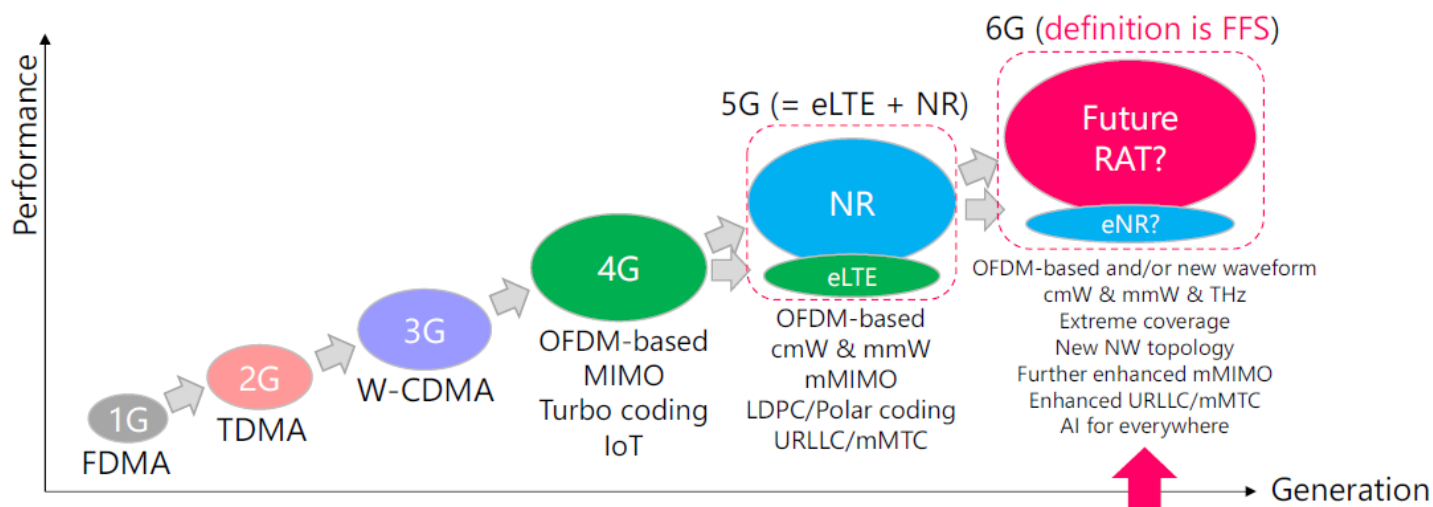 Performance
1G
FDMA
2G
TDMA
3G
W-CDMA
4G
OFDM-based
MIMO
Turbo coding
IoT
5G (= eLTE + NR)
NR
eLTE
OFDM-based
cmW & mmW
mMIMO
LDPC/Polar coding
URLLC/mMTC
6G (definition is FFS)
Future
RAT?
eNR?
OFDM-based and/or new waveform
cmW & mmW & THz
Extreme coverage
New NW topology
Further enhanced mMIMO
Enhanced URLLC/mMTC
AI for everywhere
Generation